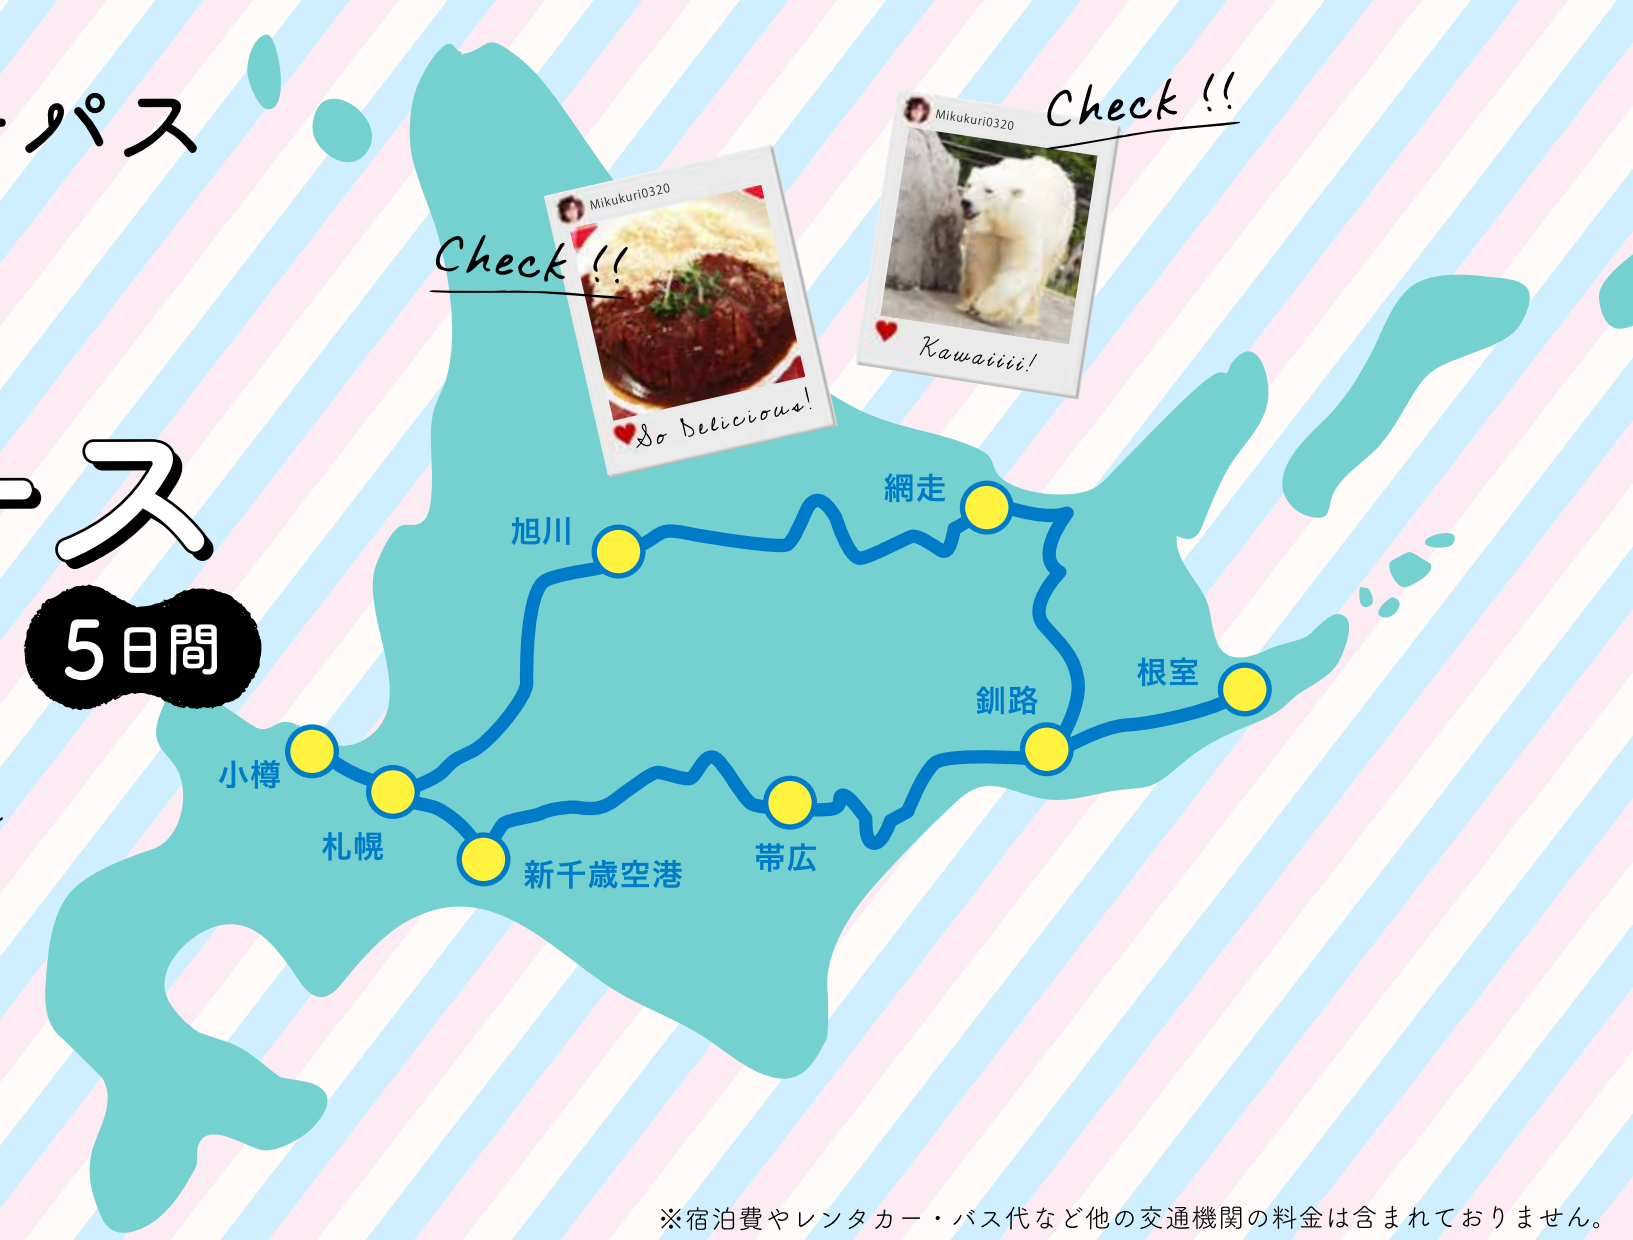 パス
ース
5日間
Mikukuri0320
Check !!
So Delicious!
Mikukuri0320
Check !!
Kawaiiii!
網走
旭川
根室
釧路
小樽
札幌
帯広
新千歳空港
※宿泊費やレンタカー・バス代など他の交通機関の料金は含まれておりません。